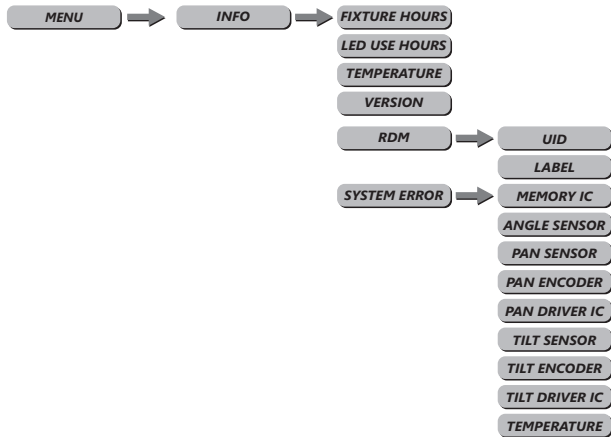 MENU INFO FIXTURE HOURS
LED USE HOURS
TEMPERATURE
VERSION
RDM UID
LABEL
SYSTEM ERROR MEMORY IC
ANGLE SENSOR
PAN SENSOR
PAN ENCODER
PAN DRIVER IC
TILT SENSOR
TILT ENCODER
TILT DRIVER IC
TEMPERATURE